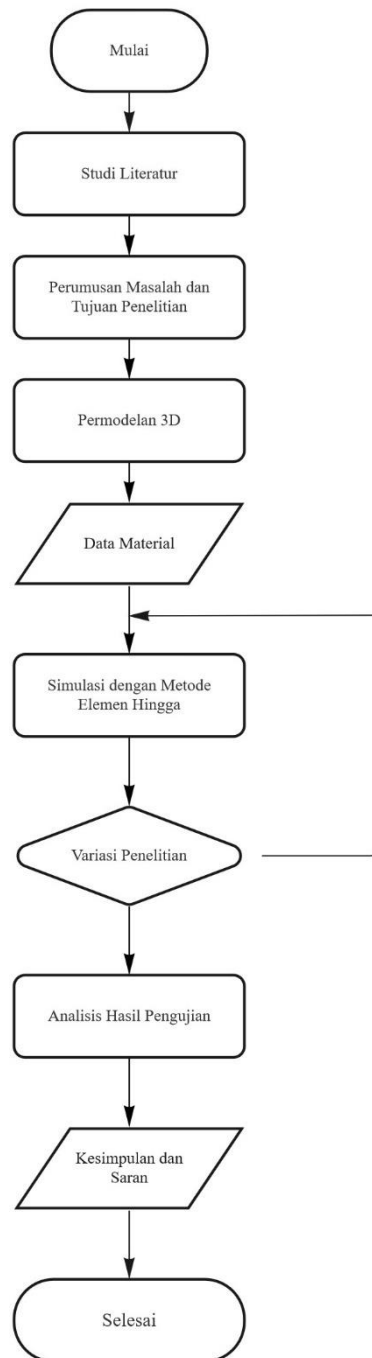 Mulai
Studi Literatur
Perumusan Masalah dan
Tujuan Penelitian
Permodelan 3D
Data Material
Simulasi dengan Metode
Elemen Hingga
Variasi Penelitian
Analisis Hasil Pengujian
Kesimpulan dan
Saran
Selesai